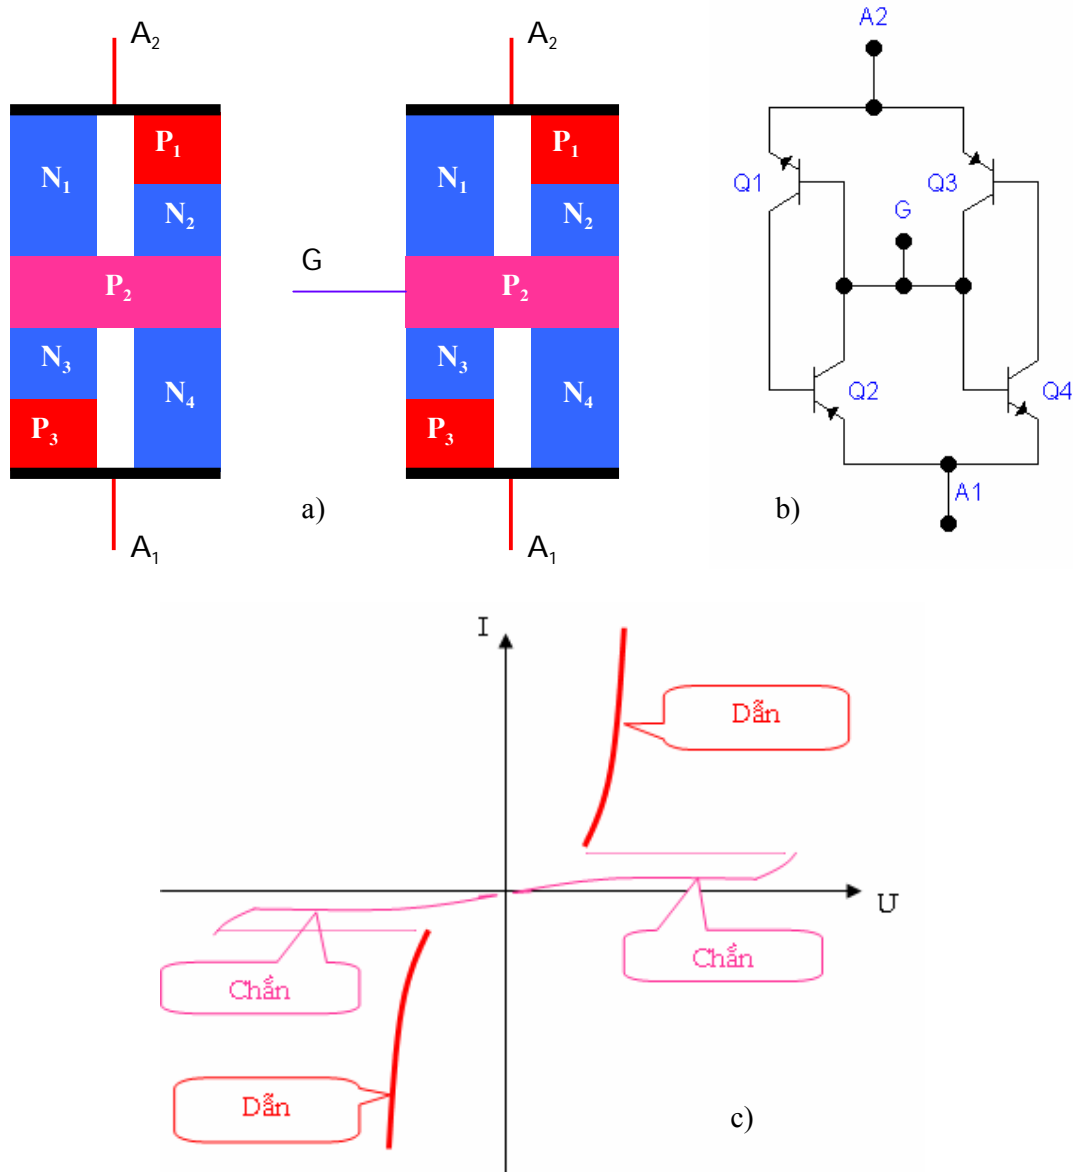 A₂
A₂
N₁
P₁
N₂
P₂
N₃
P₃
N₄
A₁
G
N₁
P₁
N₂
P₂
N₃
P₃
N₄
A₁
a)
A2
Q1
Q3
G
Q2
Q4
A1
b)
I
Dẫn
U
Chắn
Chắn
Dẫn
c)